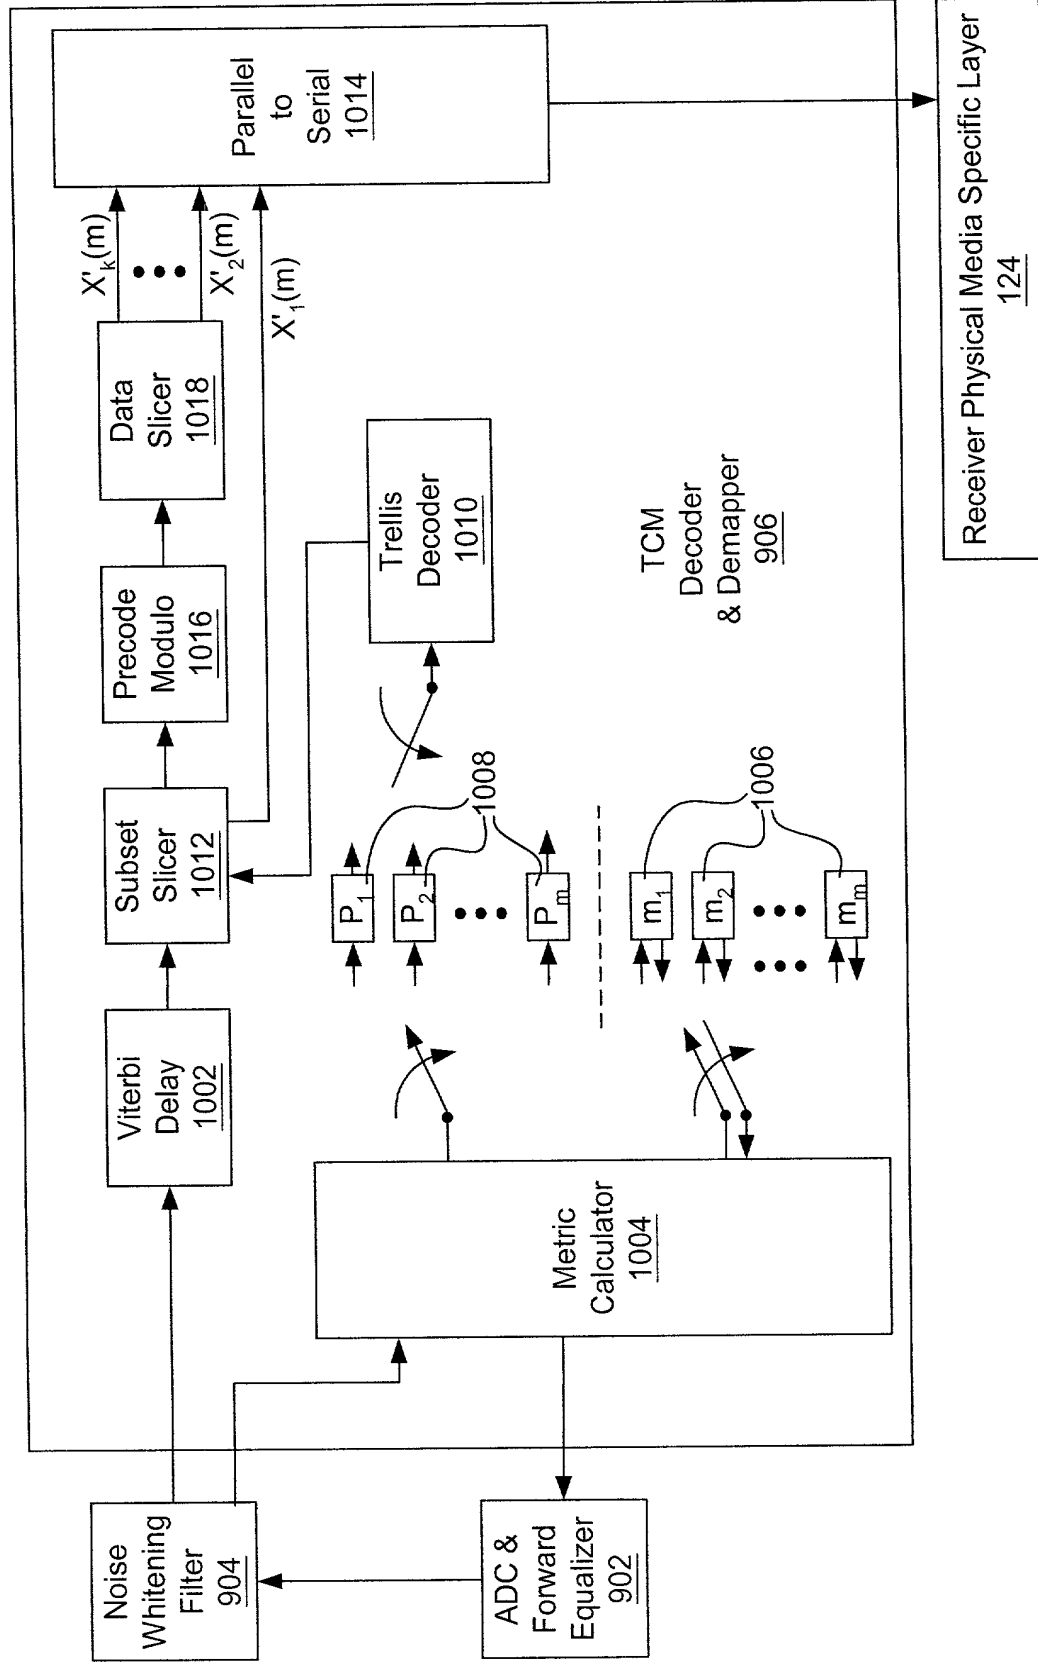 Noise
Whitening
Filter
904
ADC &
Forward
Equalizer
902
Viterbi
Delay
1002
Subset
Slicer
1012
Precode
Modulo
1016
Data
Slicer
1018
X'k(m)
X'2(m)
X'1(m)
Parallel
to
Serial
1014
Metric
Calculator
1004
P1
P2
Pm
1008
m1
m2
mm
1006
Trellis
Decoder
1010
TCM
Decoder
& Demapper
906
Receiver Physical Media Specific Layer
124